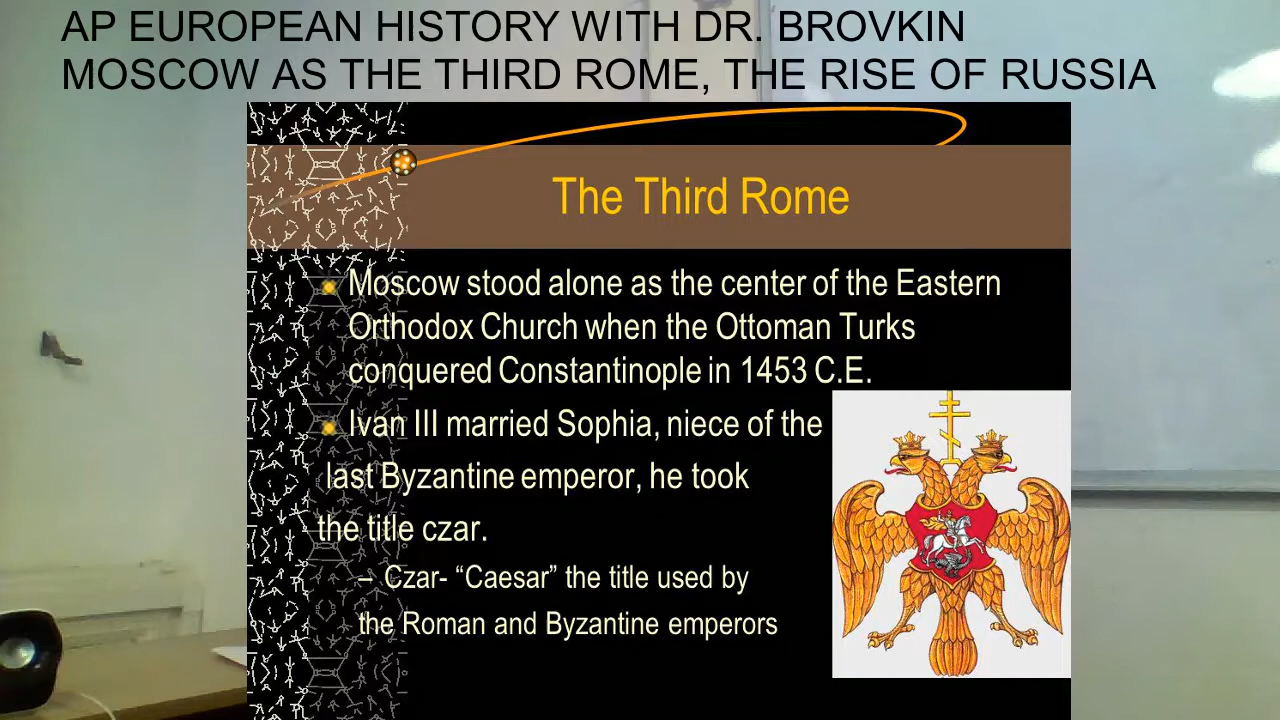 AP EUROPEAN HISTORY WITH DR. BROVKIN
MOSCOW AS THE THIRD ROME, THE RISE OF RUSSIA
The Third Rome
Moscow stood alone as the center of the Eastern
Orthodox Church when the Ottoman Turks
conquered Constantinople in 1453 C.E.
Ivan III married Sophia, niece of the
last Byzantine emperor, he took
the title czar.
– Czar- “Caesar” the title used by
the Roman and Byzantine emperors